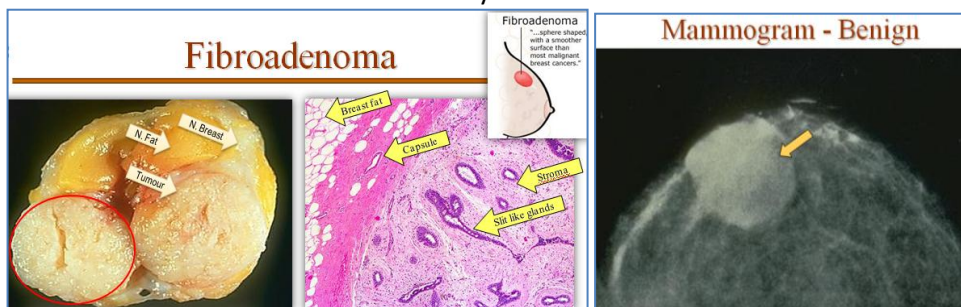 Fibroadenoma
Fibroadenoma
"...sphere shaped,
with a smoother
surface than
most malignant
breast cancers."
N. Fat
N. Breast
Tumour
Breast fat
Capsule
Stroma
Slit like glands
Mammogram - Benign